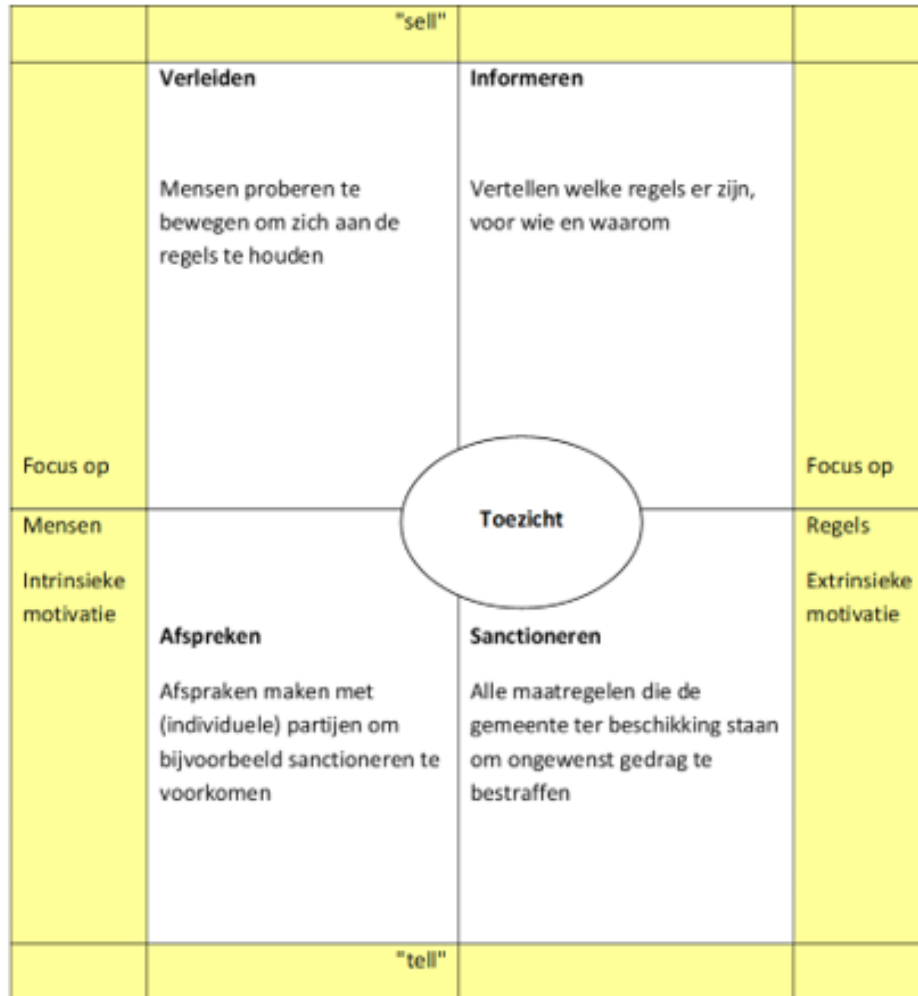 "sell"
Verleiden
Mensen proberen te
bewegen om zich aan de
regels te houden
Informeren
Vertellen welke regels er zijn,
voor wie en waarom
Focus op
Mensen
Intrinsieke
motivatie
Toezicht
Focus op
Regels
Extrinsieke
motivatie
Afspreken
Afspraken maken met
(individuele) partijen om
bijvoorbeeld sanctioneren te
voorkomen
Sanctioneren
Alle maatregelen die de
gemeente ter beschikking staan
om ongewenst gedrag te
bestraffen
"tell"